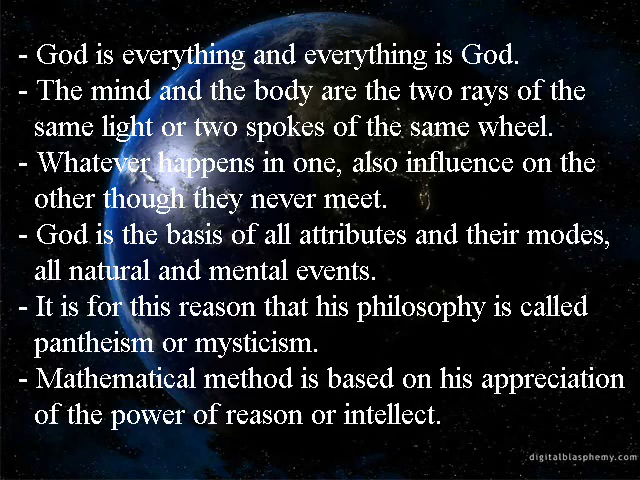 - God is everything and everything is God.
- The mind and the body are the two rays of the
same light or two spokes of the same wheel.
- Whatever happens in one, also influence on the
other though they never meet.
- God is the basis of all attributes and their modes,
all natural and mental events.
- It is for this reason that his philosophy is called
pantheism or mysticism.
- Mathematical method is based on his appreciation
of the power of reason or intellect.
digitalblasphemy.com